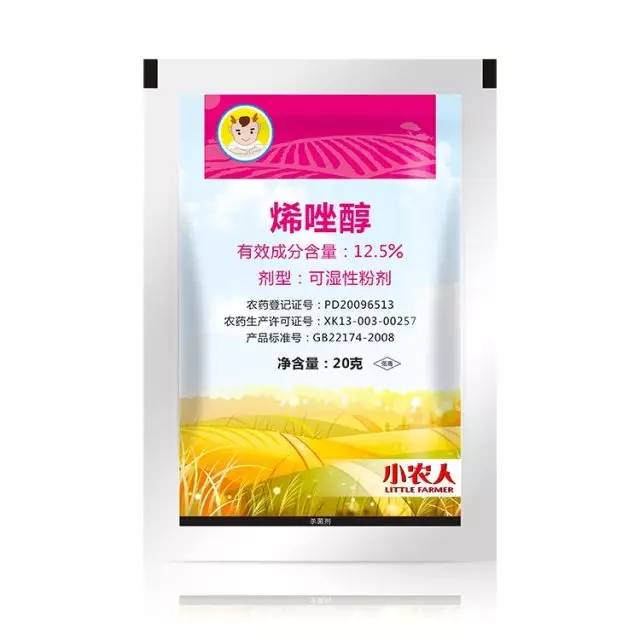 烯唑醇
有效成分含量：12.5%
剂型：可湿性粉剂
农药登记证号：PD20096513
农药生产许可证号：XK13-003-00257
产品标准号：GB22174-2008
净含量：20克
低毒
小农人
LITTLE FARMER
杀菌剂